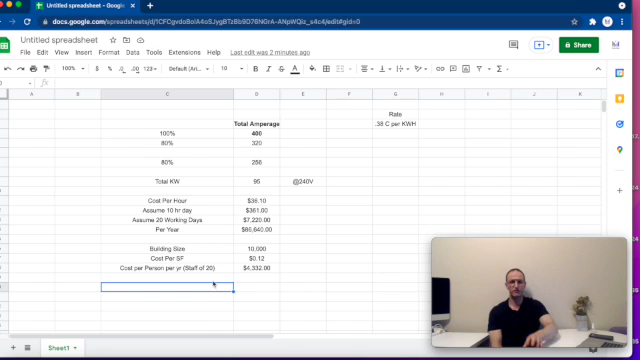 Untitled spreadsheet - Google S
docs.google.com/spreadsheets/d/1CFGvdoBolA4oSJygBTzBb9D76NGrA-ANpWQiz_s4c4/edit#gid=0
Untitled spreadsheet
File Edit View Insert Format Data Tools Extensions Help Last edit was 2 minutes ago
Share
100% $ % .0 .00 123 Default (Ari... 10 B I S A
fx
A B C D E F G H I J K
Rate
Total Amperage .38 C per KWH
100% 400
80% 320
80% 256
Total KW 95 @240V
Cost Per Hour $36.10
Assume 10 hr day $361.00
Assume 20 Working Days $7,220.00
Per Year $86,640.00
Building Size 10,000
Cost Per SF $0.12
Cost per Person per yr (Staff of 20) $4,332.00
Sheet1